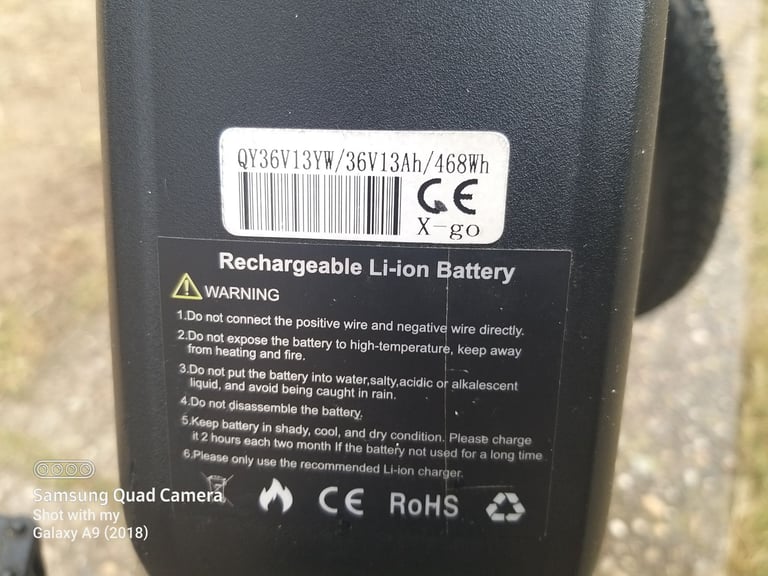 QY36V13YW/36V13Ah/468Wh
CE
X-go
Rechargeable Li-ion Battery
WARNING
1.Do not connect the positive wire and negative wire directly.
2.Do not expose the battery to high-temperature, keep away
from heating and fire.
3.Do not put the battery into water,salty,acidic or alkalescent
liquid, and avoid being caught in rain.
4.Do not disassemble the battery.
5.Keep battery in shady, cool, and dry condition. Please charge
it 2 hours each two month If the battery not used for a long time
6.Please only use the recommended Li-ion charger.
CE RoHS
Samsung Quad Camera
Shot with my
Galaxy A9 (2018)